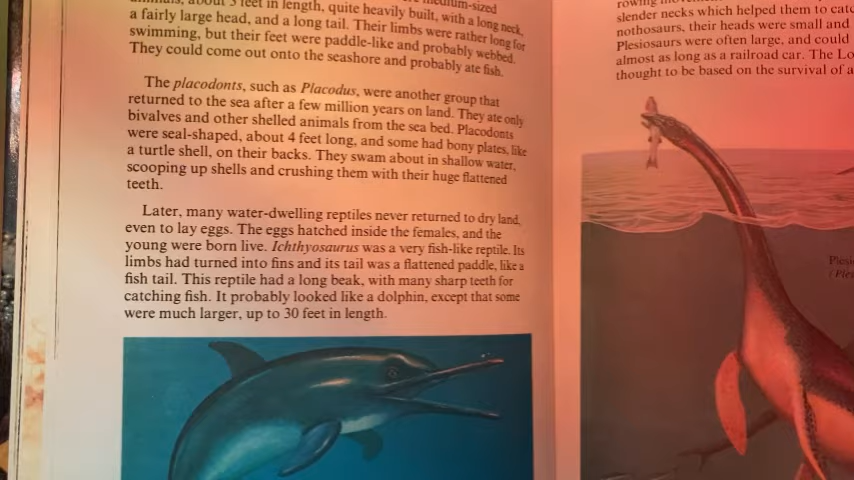 about 3 feet in length, quite heavily built, with a long neck,
a fairly large head, and a long tail. Their limbs were rather long for
swimming, but their feet were paddle-like and probably webbed.
They could come out onto the seashore and probably ate fish.
The placodonts, such as Placodus, were another group that
returned to the sea after a few million years on land. They ate only
bivalves and other shelled animals from the sea bed. Placodonts
were seal-shaped, about 4 feet long, and some had bony plates, like
a turtle shell, on their backs. They swam about in shallow water,
scooping up shells and crushing them with their huge flattened
teeth.
Later, many water-dwelling reptiles never returned to dry land,
even to lay eggs. The eggs hatched inside the females, and the
young were born live. Ichthyosaurus was a very fish-like reptile. Its
limbs had turned into fins and its tail was a flattened paddle, like a
fish tail. This reptile had a long beak, with many sharp teeth for
catching fish. It probably looked like a dolphin, except that some
were much larger, up to 30 feet in length.
slender necks which helped them to
nothosaurs, their heads were small and
Plesiosaurs were often large, and could
almost as long as a railroad car. The
thought to be based on the survival of a